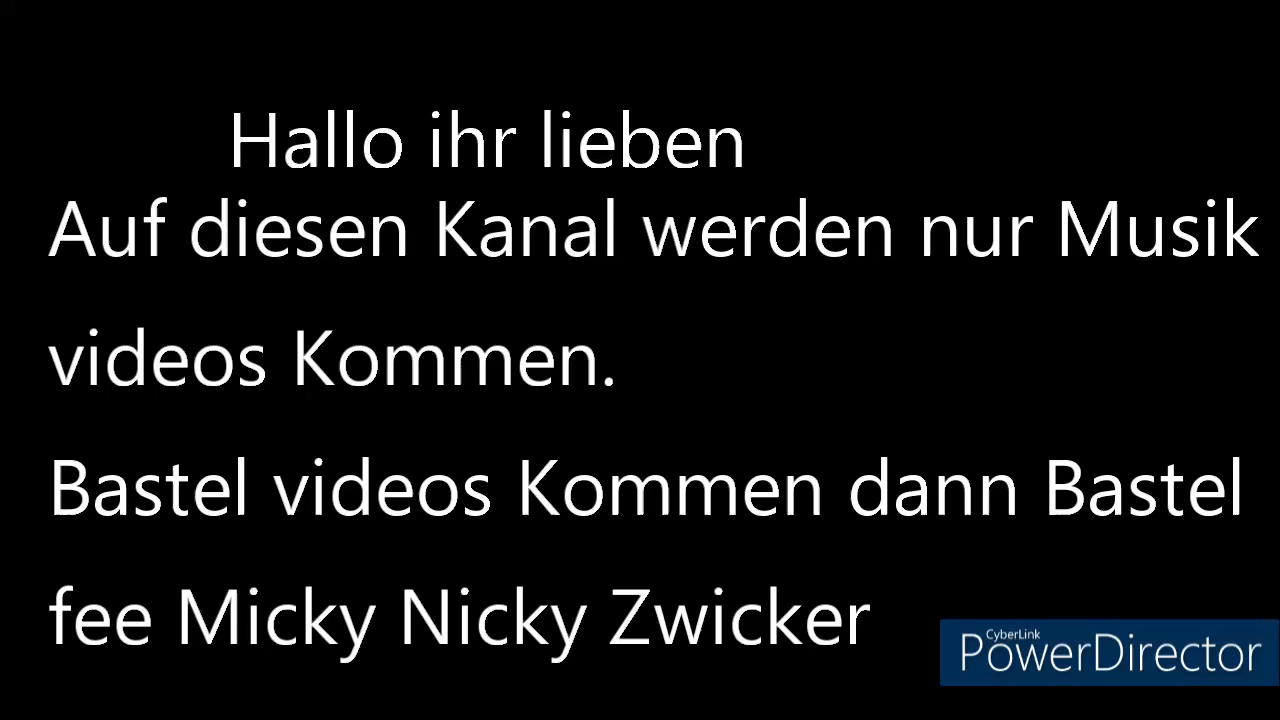 Hallo ihr lieben
Auf diesen Kanal werden nur Musik
videos Kommen.
Bastel videos Kommen dann Bastel
fee Micky Nicky Zwicker
CyberLink
PowerDirector